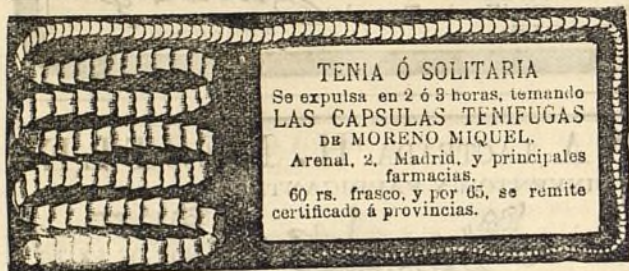 TENIA Ó SOLITARIA
Se expulsa en 2 ó 3 horas, temando
LAS CAPSULAS TENIFUGAS
DE MORENO MIQUEL.
Arenal, 2, Madrid, y principales
farmacias.
60 rs. frasco, y por 65, se remite
certificado á provincias.